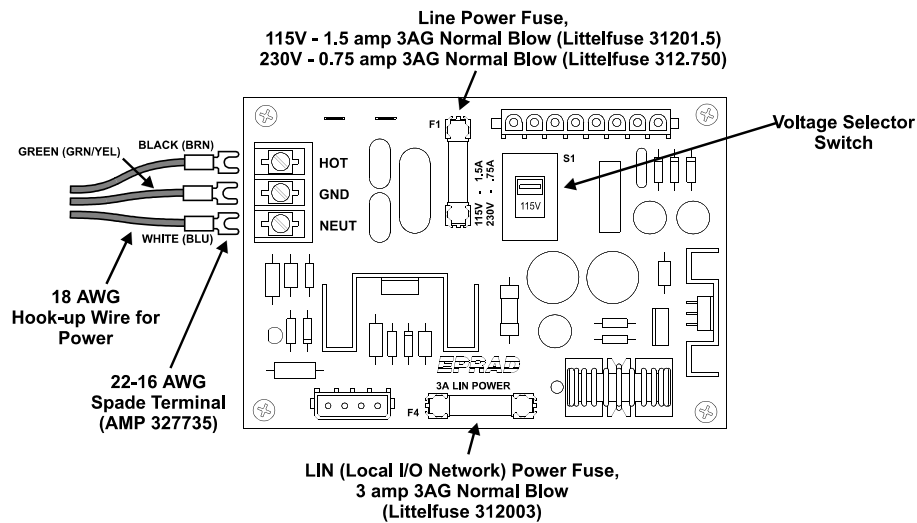 Line Power Fuse,
115V - 1.5 amp 3AG Normal Blow (Littelfuse 31201.5)
230V - 0.75 amp 3AG Normal Blow (Littelfuse 312.750)
Voltage Selector
Switch
BLACK (BRN)
GREEN (GRN/YEL)
WHITE (BLU)
HOT
GND
NEUT
F1
115V - 1.5A
230V - .75A
S1
115V
18 AWG
Hook-up Wire for
Power
22-16 AWG
Spade Terminal
(AMP 327735)
EPRAD
3A LIN POWER
F4
LIN (Local I/O Network) Power Fuse,
3 amp 3AG Normal Blow
(Littelfuse 312003)